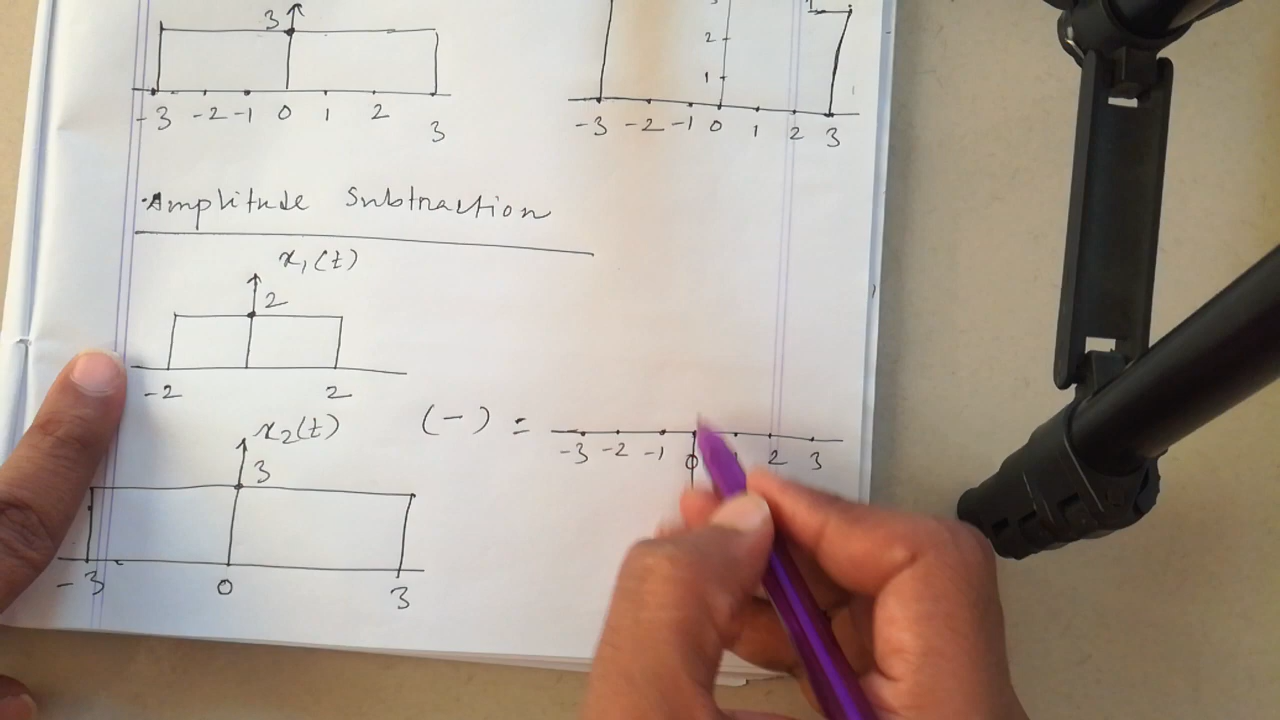 3
-3 -2 -1 0 1 2 3
2
1
-3 -2 -1 0 1 2 3
Amplitude Subtraction
x₁(t)
2
-2 2
x₂(t)
3
-3 0 3
(-) =
-3 -2 -1 0 1 2 3